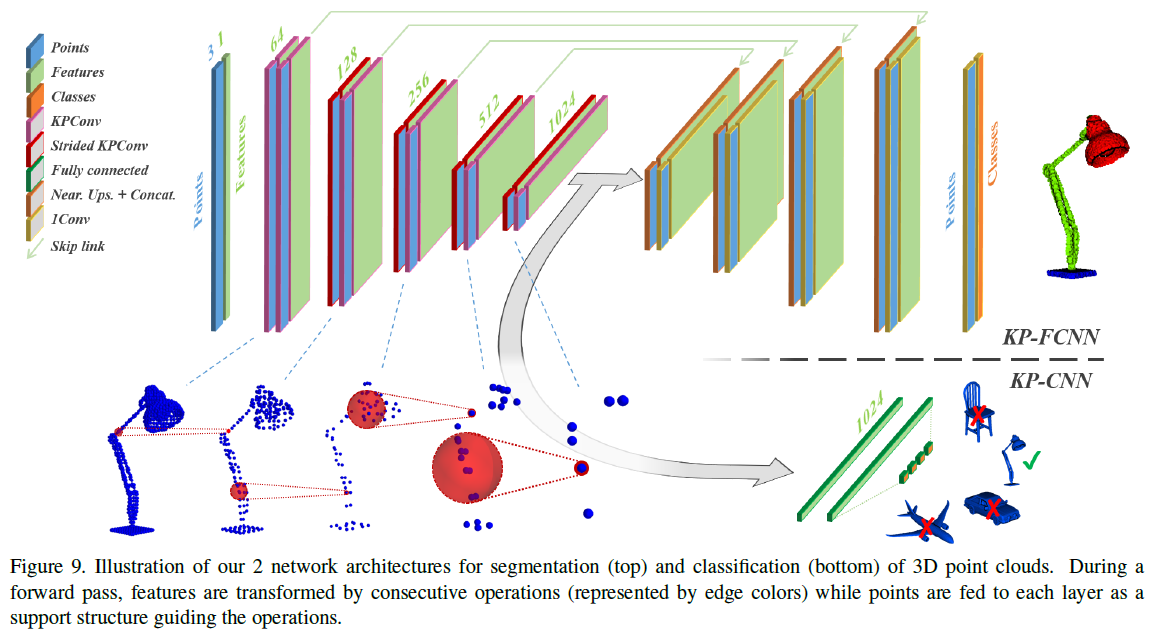 Points
Features
Classes
KPConv
Strided KPConv
Fully connected
Near. Ups. + Concat.
1Conv
Skip link
3 1
64
128
256
512
1024
Points
Features
Points
Classes
KP-FCNN
KP-CNN
1024
Figure 9. Illustration of our 2 network architectures for segmentation (top) and classification (bottom) of 3D point clouds. During a
forward pass, features are transformed by consecutive operations (represented by edge colors) while points are fed to each layer as a
support structure guiding the operations.